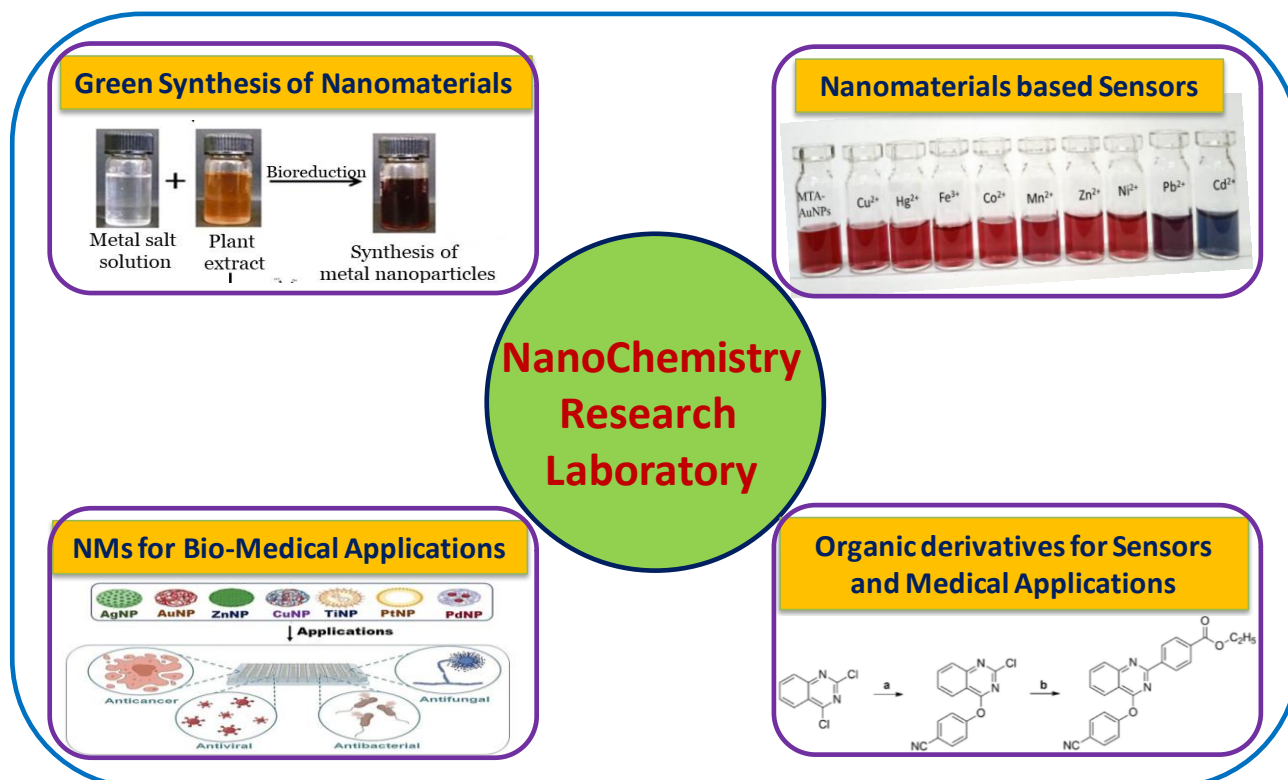 Green Synthesis of Nanomaterials
+
Bioreduction
Metal salt
solution
Plant
extract
Synthesis of
metal nanoparticles
Nanomaterials based Sensors
MTA-
AuNPs
Cu²⁺
Hg²⁺
Fe³⁺
Co²⁺
Mn²⁺
Zn²⁺
Ni²⁺
Pb²⁺
Cd²⁺
NanoChemistry
Research
Laboratory
NMs for Bio-Medical Applications
AgNP AuNP ZnNP CuNP TiNP PtNP PdNP
Applications
Anticancer
Antiviral
Antibacterial
Antifungal
Organic derivatives for Sensors
and Medical Applications
N
Cl
N
Cl
a
N
Cl
N
O
NC
b
O
O
C₂H₅
N
N
O
NC